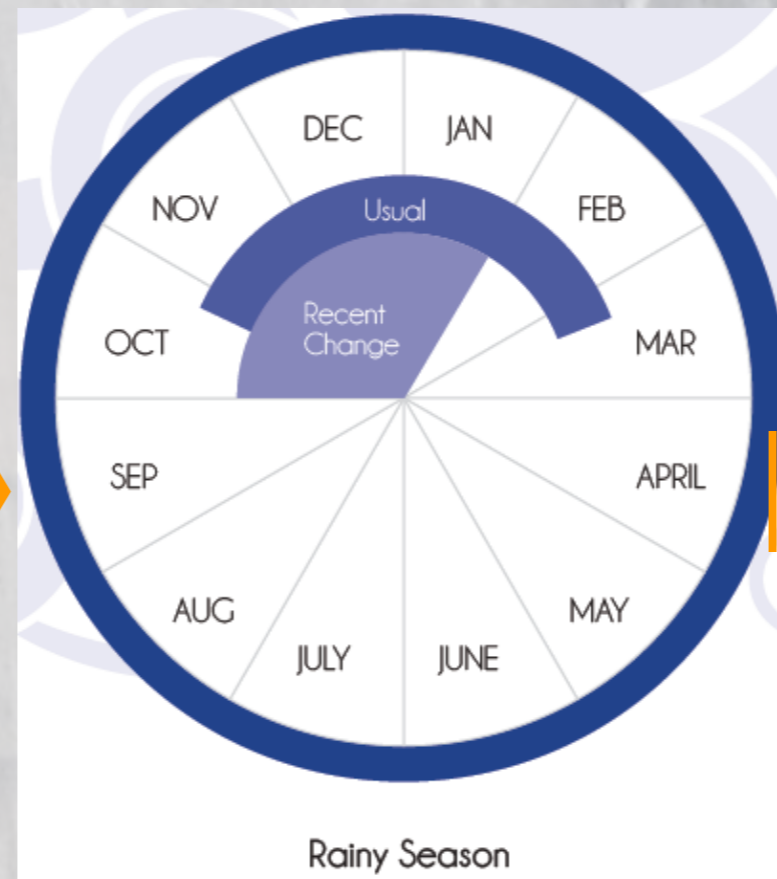 DEC
JAN
NOV
Usual
FEB
Recent
Change
OCT
MAR
SEP
APRIL
AUG
MAY
JULY
JUNE
Rainy Season